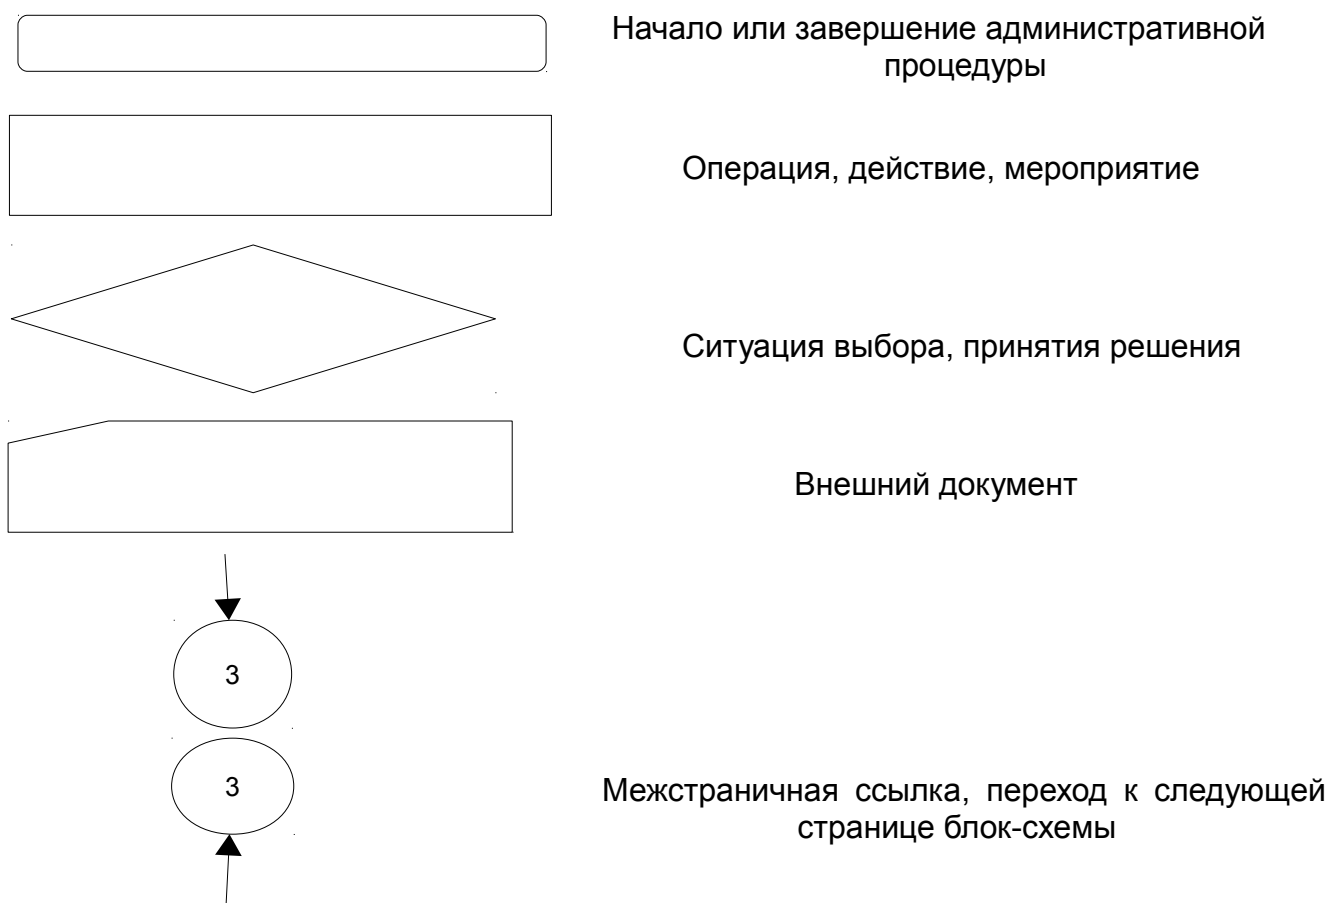 Начало или завершение административной
процедуры
Операция, действие, мероприятие
Ситуация выбора, принятия решения
Внешний документ
3
3
Межстраничная ссылка, переход к следующей
странице блок-схемы